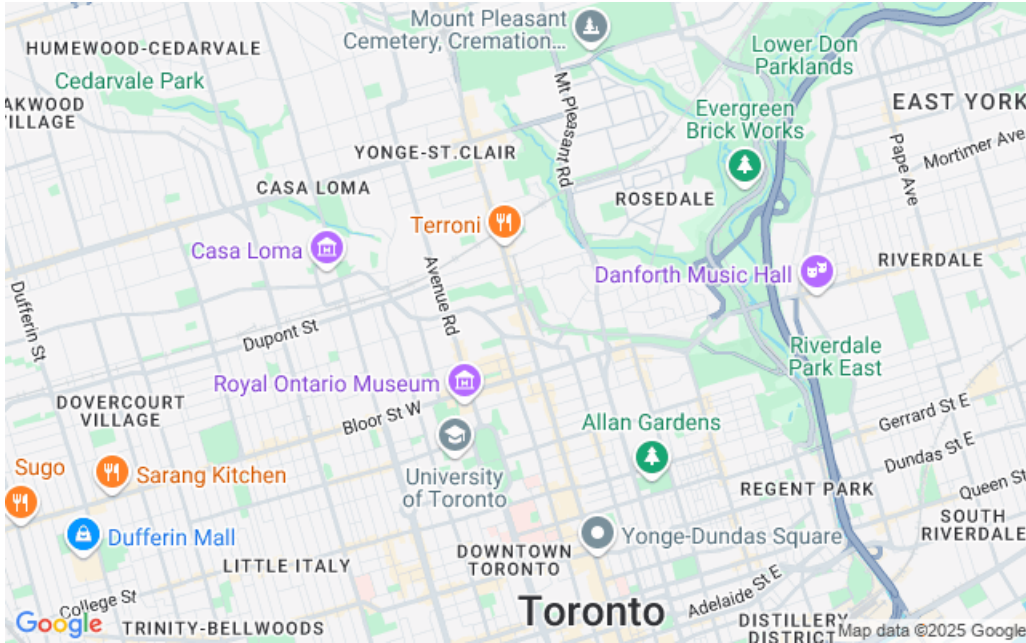 Mount Pleasant
Cemetery, Cremation...
HUMEWOOD-CEDARVALE
Lower Don
Parklands
Cedarvale Park
Mt Pleasant Rd
AKWOOD
VILLAGE
EAST YORK
Evergreen
Brick Works
Pape Ave
Mortimer Ave
YONGE-ST.CLAIR
CASA LOMA
ROSEDALE
Terroni
Casa Loma
Avenue Rd
Danforth Music Hall
RIVERDALE
Dufferin St
Dupont St
Riverdale
Park East
Royal Ontario Museum
DOVERCOURT
VILLAGE
Bloor St W
Allan Gardens
Gerrard St E
Sugo
Sarang Kitchen
University
of Toronto
Dundas St E
REGENT PARK
Queen St
Dufferin Mall
Yonge-Dundas Square
SOUTH
RIVERDALE
LITTLE ITALY
DOWNTOWN
TORONTO
College St
Toronto
Adelaide St E
Google
TRINITY-BELLWOODS
DISTILLERY
DISTRICT
Map data ©2025 Google